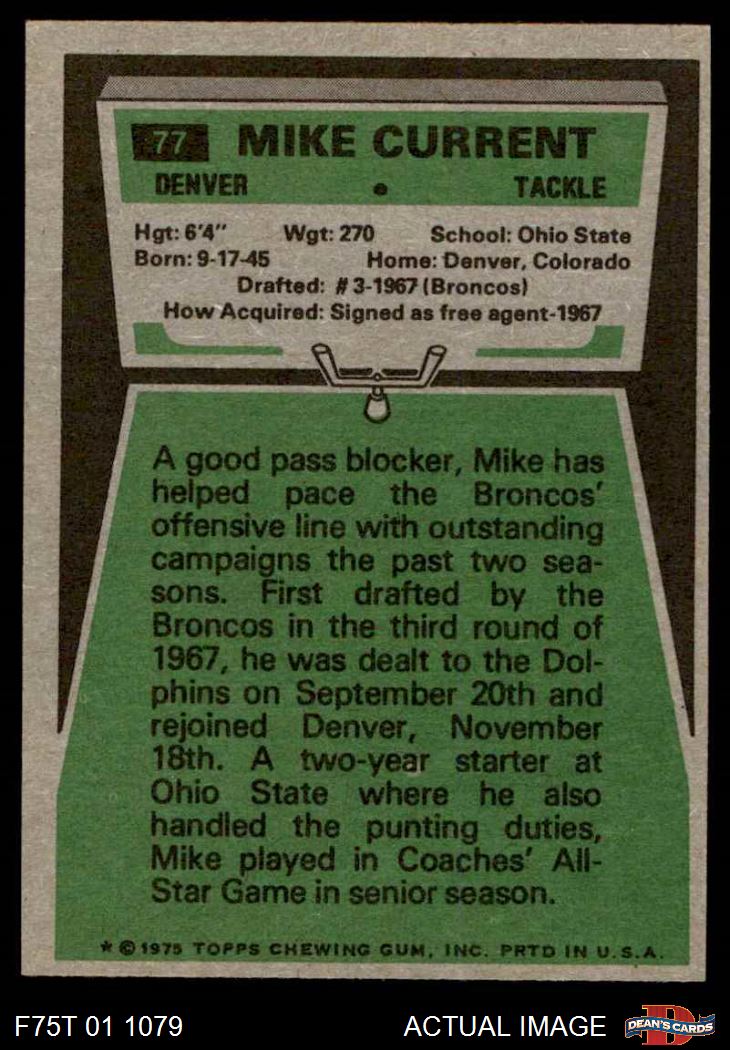 77 MIKE CURRENT
DENVER • TACKLE
Hgt: 6'4" Wgt: 270 School: Ohio State
Born: 9-17-45 Home: Denver, Colorado
Drafted: #3-1967 (Broncos)
How Acquired: Signed as free agent-1967
A good pass blocker, Mike has
helped pace the Broncos'
offensive line with outstanding
campaigns the past two sea-
sons. First drafted by the
Broncos in the third round of
1967, he was dealt to the Dol-
phins on September 20th and
rejoined Denver, November
18th. A two-year starter at
Ohio State where he also
handled the punting duties,
Mike played in Coaches' All-
Star Game in senior season.
* © 1975 TOPPS CHEWING GUM, INC. PRTD IN U.S.A.
F75T 01 1079 ACTUAL IMAGE D DEAN'S CARDS